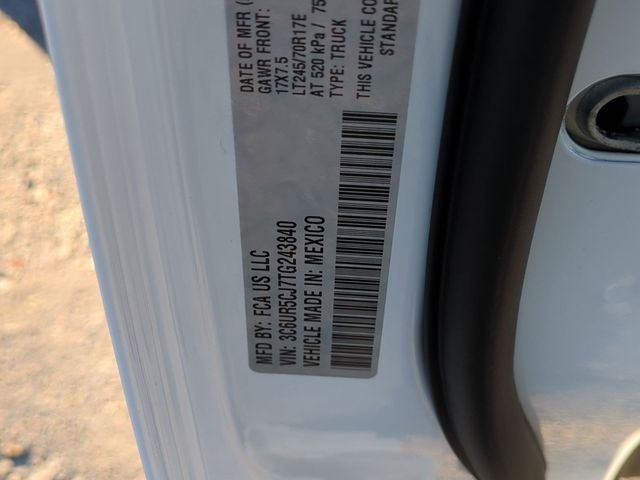 MFD BY: FCA US LLC
DATE OF MFR (
GAWR FRONT:
17X7.5
LT245/70R17E
AT 520 kPa / 75
TYPE: TRUCK
VIN: 3C6UR5CJ7TG243840
VEHICLE MADE IN: MEXICO
THIS VEHICLE CO
STANDAR